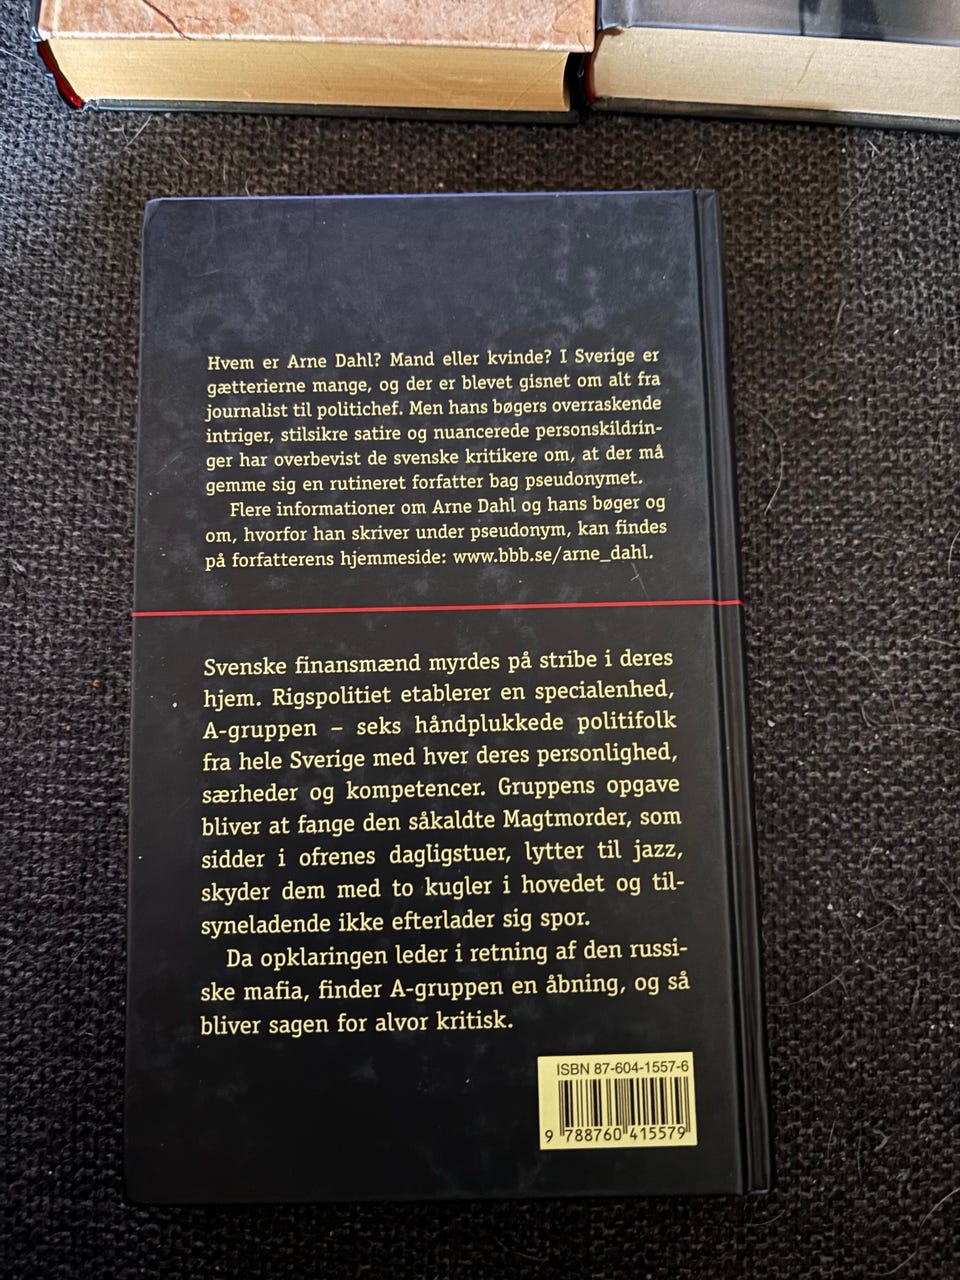 Hvem er Arne Dahl? Mand eller kvinde? I Sverige er
gætterierne mange, og der er blevet gisnet om alt fra
journalist til politichef. Men hans bøgers overraskende
intriger, stilsikre satire og nuancerede personskildrin-
ger har overbevist de svenske kritikere om, at der må
gemme sig en rutineret forfatter bag pseudonymet.
Flere informationer om Arne Dahl og hans bøger og
om, hvorfor han skriver under pseudonym, kan findes
på forfatterens hjemmeside: www.bbb.se/arne_dahl.
Svenske finansmænd myrdes på stribe i deres
hjem. Rigspolitiet etablerer en specialenhed,
A-gruppen – seks håndplukkede politifolk
fra hele Sverige med hver deres personlighed,
særheder og kompetencer. Gruppens opgave
bliver at fange den såkaldte Magtmorder, som
sidder i ofrenes dagligstuer, lytter til jazz,
skyder dem med to kugler i hovedet og til-
syneladende ikke efterlader sig spor.
Da opklaringen leder i retning af den russi-
ske mafia, finder A-gruppen en åbning, og så
bliver sagen for alvor kritisk.
ISBN 87-604-1557-6
9 788760 415579